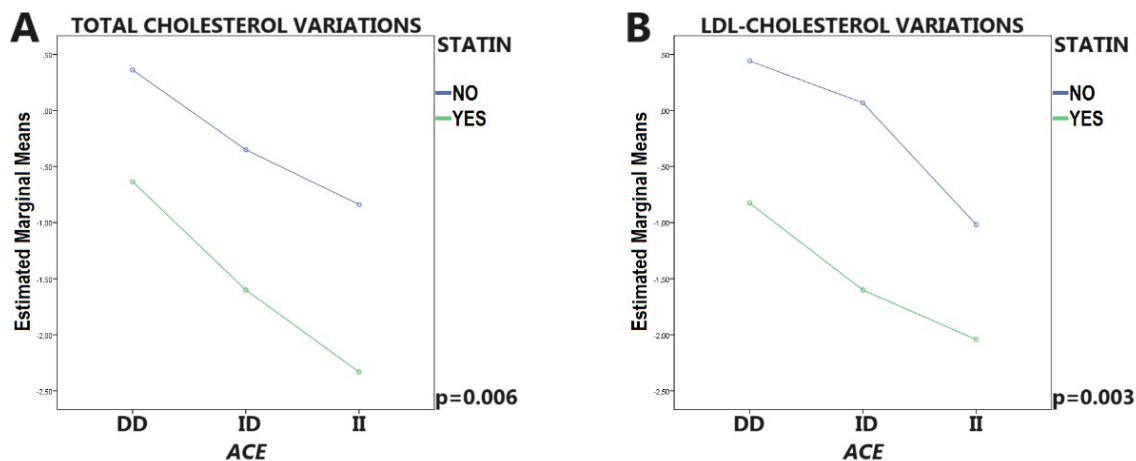 A
TOTAL CHOLESTEROL VARIATIONS
STATIN
NO
YES
Estimated Marginal Means
,50
,00
-,50
-1,00
-1,50
-2,00
-2,50
DD
ID
II
ACE
p=0.006
B
LDL-CHOLESTEROL VARIATIONS
STATIN
NO
YES
Estimated Marginal Means
,50
,00
-,50
-1,00
-1,50
-2,00
-2,50
DD
ID
II
ACE
p=0.003